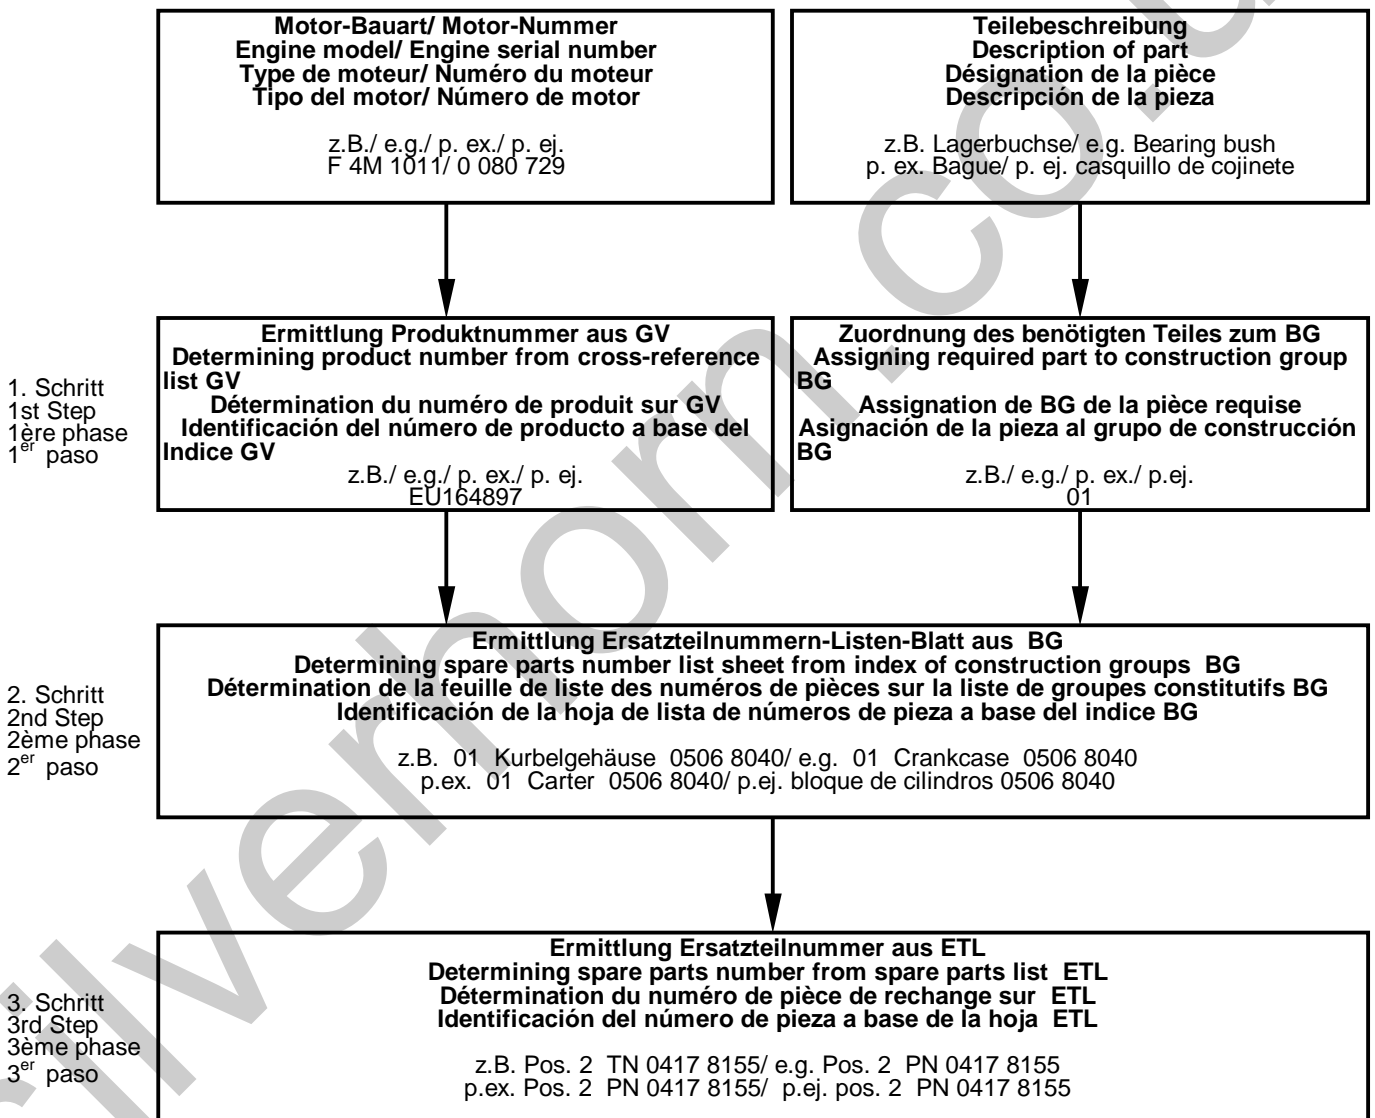 Motor-Bauart/ Motor-Nummer
Engine model/ Engine serial number
Type de moteur/ Numéro du moteur
Tipo del motor/ Número de motor
z.B./ e.g./ p. ex./ p. ej.
F 4M 1011/ 0 080 729
Teilebeschreibung
Description of part
Désignation de la pièce
Descripción de la pieza
z.B. Lagerbuchse/ e.g. Bearing bush
p. ex. Bague/ p. ej. casquillo de cojinete
1. Schritt
1st Step
1ère phase
1er paso
Ermittlung Produktnummer aus GV
Determining product number from cross-reference
list GV
Détermination du numéro de produit sur GV
Identificación del número de producto a base del
Indice GV
z.B./ e.g./ p. ex./ p. ej.
EU164897
Zuordnung des benötigten Teiles zum BG
Assigning required part to construction group
BG
Assignation de BG de la pièce requise
Asignación de la pieza al grupo de construcción
BG
z.B./ e.g./ p. ex./ p.ej.
01
2. Schritt
2nd Step
2ème phase
2er paso
Ermittlung Ersatzteilnummern-Listen-Blatt aus BG
Determining spare parts number list sheet from index of construction groups BG
Détermination de la feuille de liste des numéros de pièces sur la liste de groupes constitutifs BG
Identificación de la hoja de lista de números de pieza a base del indice BG
z.B. 01 Kurbelgehäuse 0506 8040/ e.g. 01 Crankcase 0506 8040
p.ex. 01 Carter 0506 8040/ p.ej. bloque de cilindros 0506 8040
3. Schritt
3rd Step
3ème phase
3er paso
Ermittlung Ersatzteilnummer aus ETL
Determining spare parts number from spare parts list ETL
Détermination du numéro de pièce de rechange sur ETL
Identificación del número de pieza a base de la hoja ETL
z.B. Pos. 2 TN 0417 8155/ e.g. Pos. 2 PN 0417 8155
p.ex. Pos. 2 PN 0417 8155/ p.ej. pos. 2 PN 0417 8155